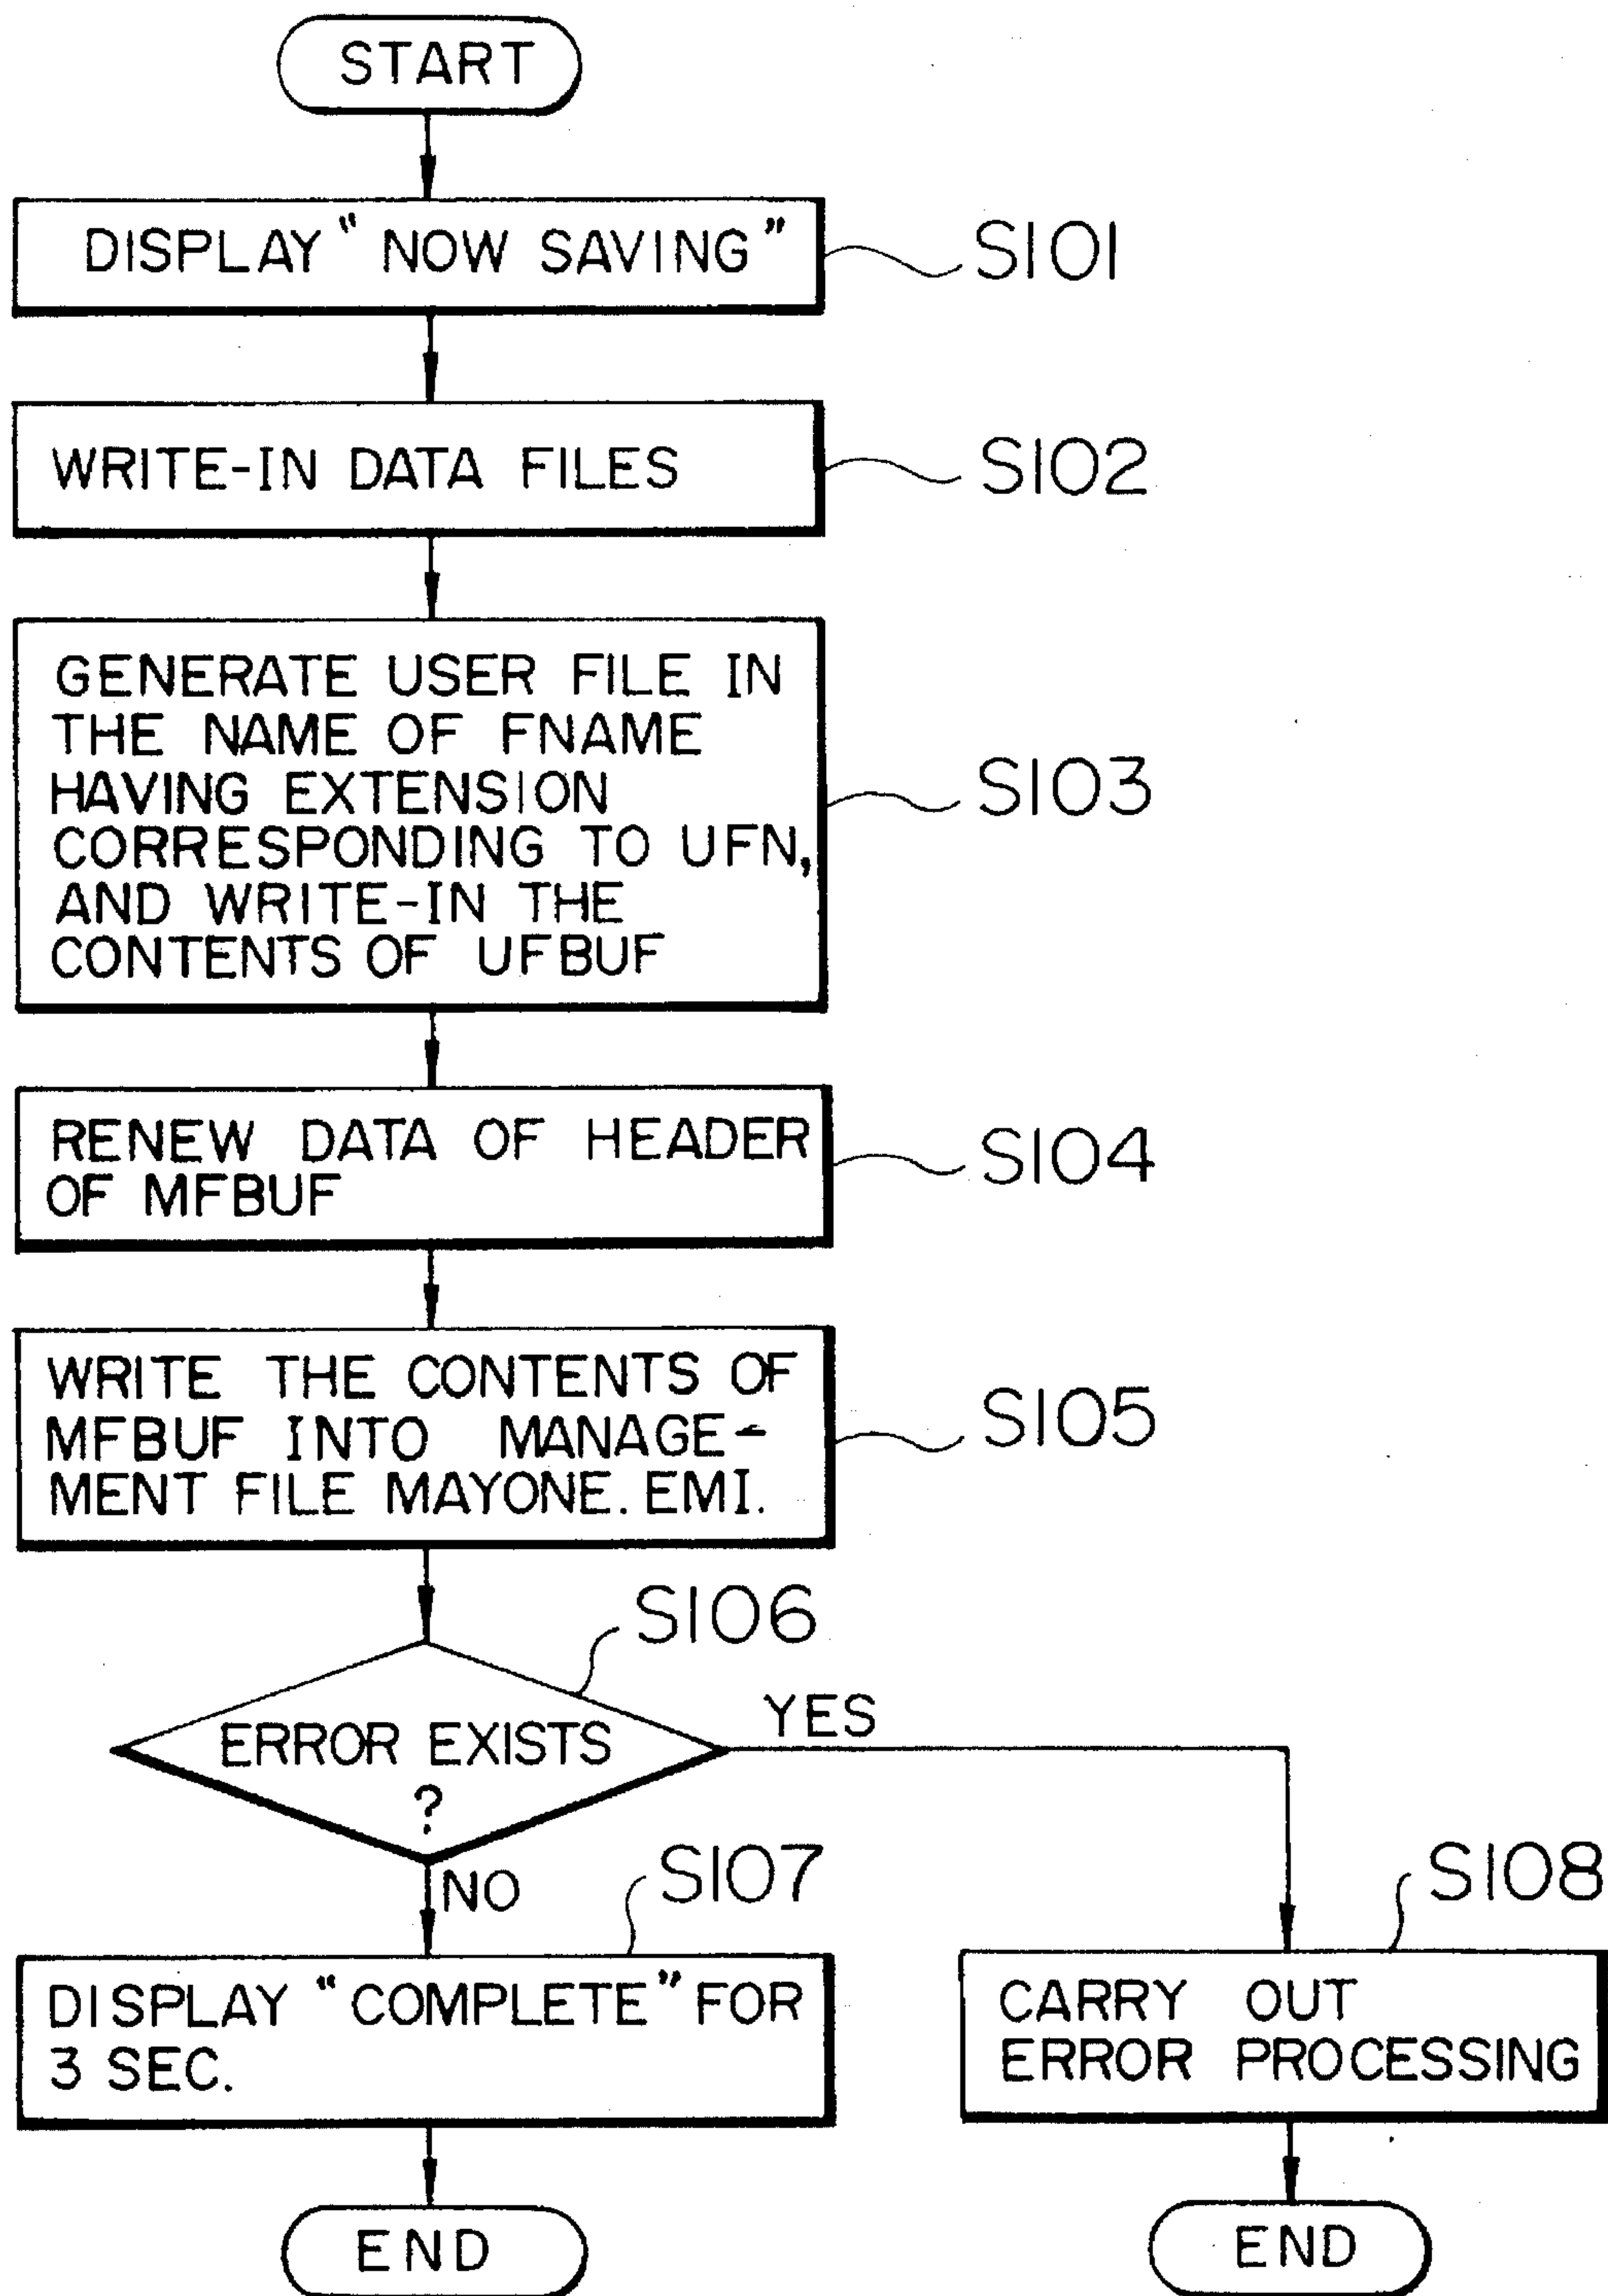 START
DISPLAY "NOW SAVING"
S101
WRITE-IN DATA FILES
S102
GENERATE USER FILE IN
THE NAME OF FNAME
HAVING EXTENSION
CORRESPONDING TO UFN,
AND WRITE-IN THE
CONTENTS OF UFBUF
S103
RENEW DATA OF HEADER
OF MFBUF
S104
WRITE THE CONTENTS OF
MFBUF INTO MANAGE-
MENT FILE MAYONE.EMI.
S105
S106
ERROR EXISTS
?
YES
NO
S107
DISPLAY "COMPLETE" FOR
3 SEC.
S108
CARRY OUT
ERROR PROCESSING
END
END